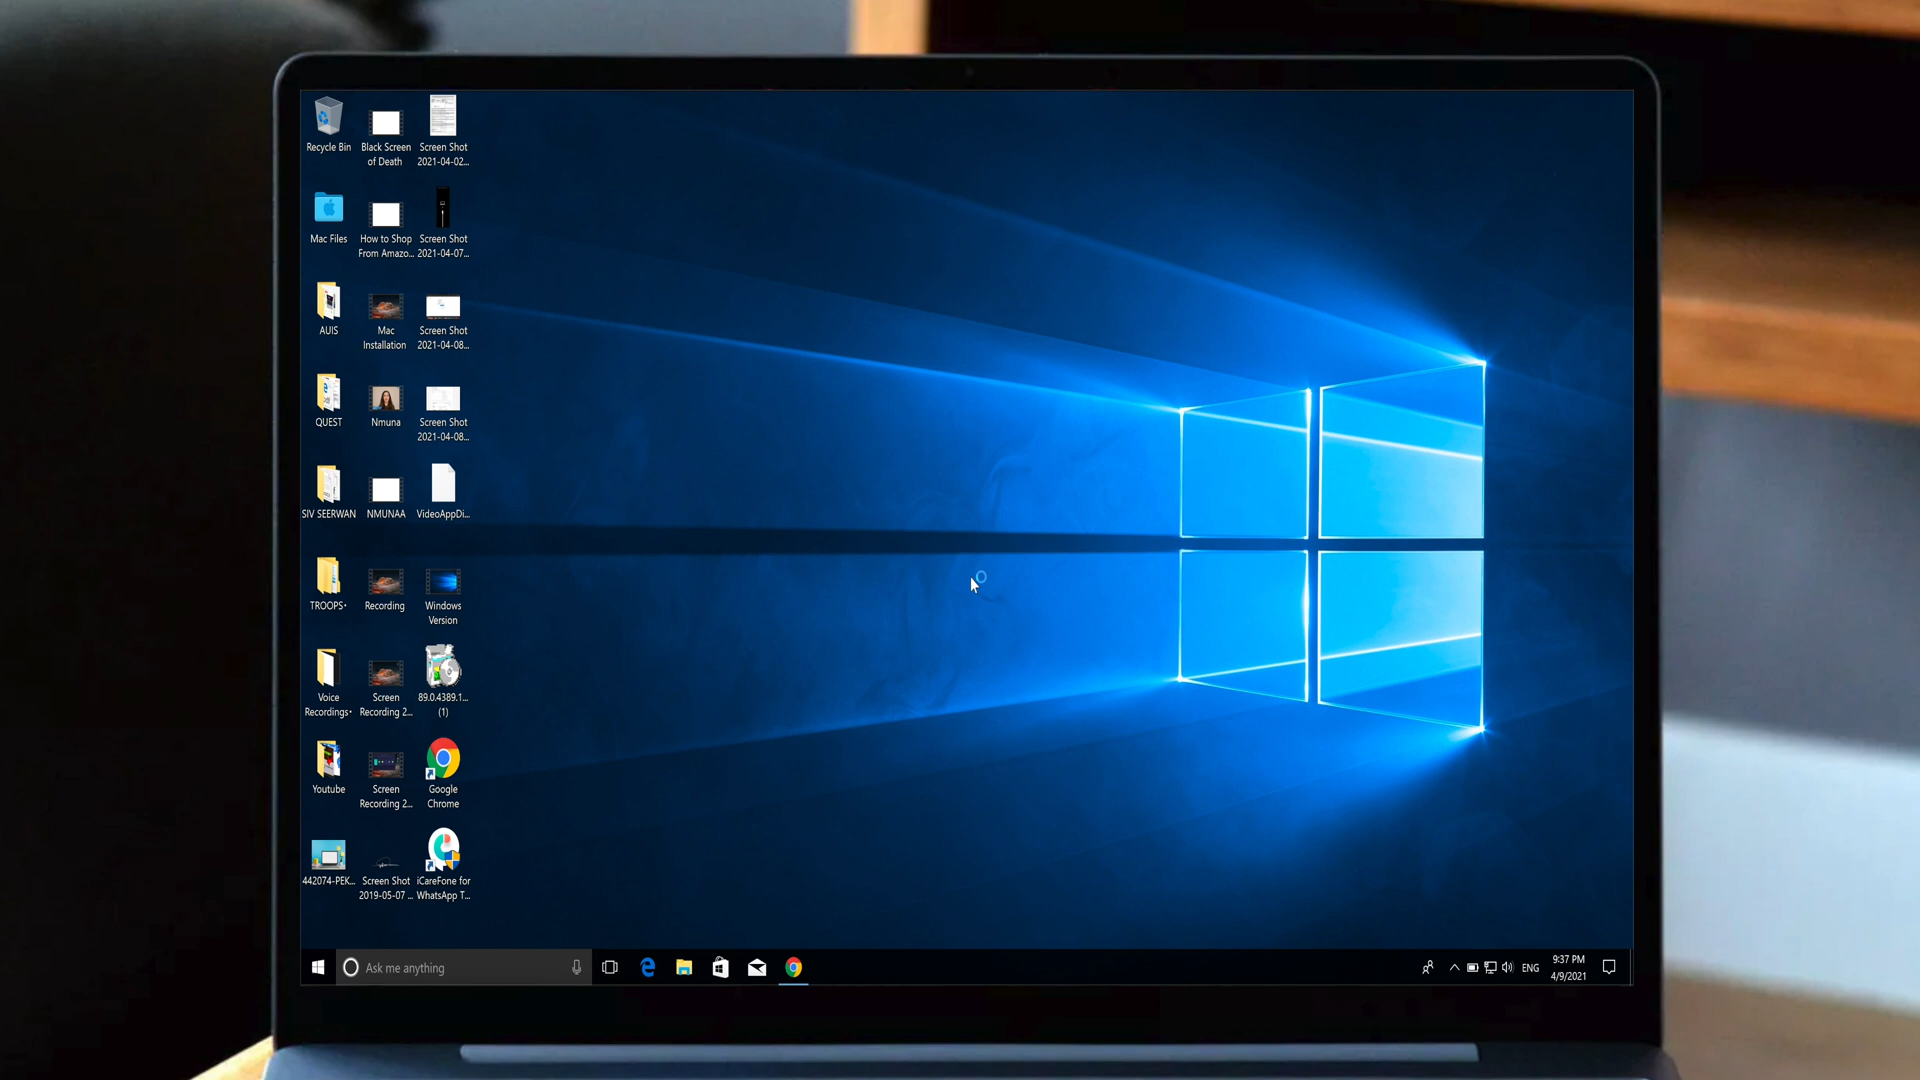 Recycle Bin
Black Screen
of Death
Screen Shot
2021-04-02...
Mac Files
How to Shop
From Amazo...
Screen Shot
2021-04-07...
AUIS
Mac
Installation
Screen Shot
2021-04-08...
QUEST
Nmuna
Screen Shot
2021-04-08...
SIV SEERWAN
NMUNAA
VideoAppDi...
TROOPS•
Recording
Windows
Version
Voice
Recordings•
Screen
Recording 2...
89.0.4389.1...
(1)
Youtube
Screen
Recording 2...
Google
Chrome
442074-PEK...
Screen Shot
2019-05-07 ...
iCareFone for
WhatsApp T...
Ask me anything
ENG
9:37 PM
4/9/2021